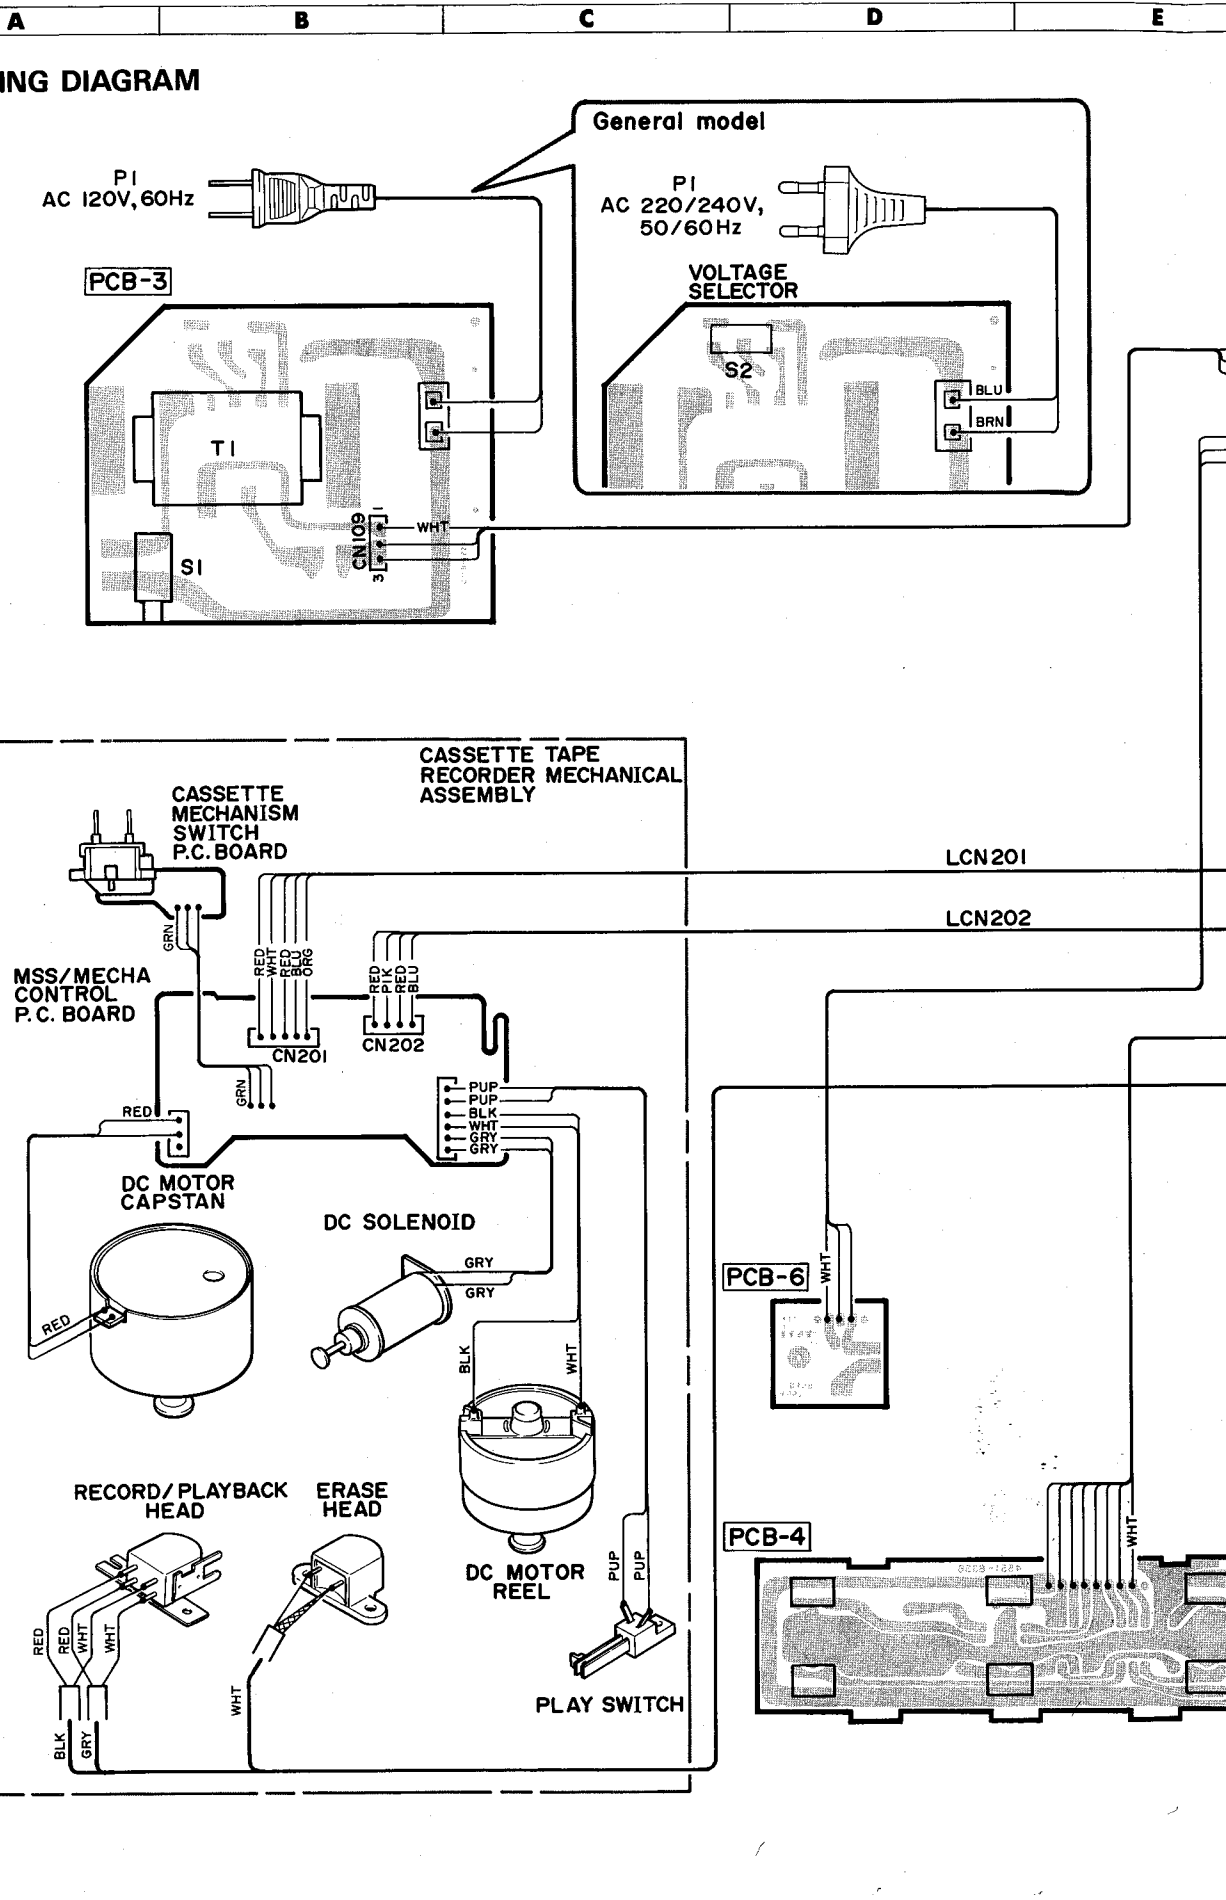 A B C D E
ING DIAGRAM
General model
P1
AC 120V, 60Hz
P1
AC 220/240V,
50/60Hz
PCB-3
VOLTAGE
SELECTOR
S2
BLU
BRN
T1
CN109
1
3
WHT
S1
CASSETTE TAPE
RECORDER MECHANICAL
ASSEMBLY
CASSETTE
MECHANISM
SWITCH
P.C. BOARD
LCN201
LCN202
GRN
RED
WHT
RED
BLU
ORG
RED
PIK
RED
BLU
MSS/MECHA
CONTROL
P.C. BOARD
CN201
CN202
GRN
RED
PUP
PUP
BLK
WHT
GRY
GRY
DC MOTOR
CAPSTAN
DC SOLENOID
GRY
GRY
RED
BLK
WHT
PCB-6
WHT
RECORD/PLAYBACK
HEAD
ERASE
HEAD
DC MOTOR
REEL
PUP
PUP
PCB-4
WHT
RED
RED
WHT
WHT
WHT
BLK
GRY
PLAY SWITCH